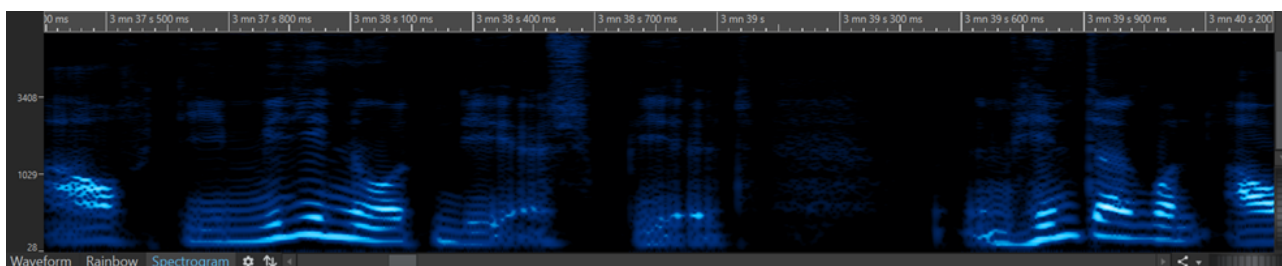 0 ms 3 mn 37 s 500 ms 3 mn 37 s 800 ms 3 mn 38 s 100 ms 3 mn 38 s 400 ms 3 mn 38 s 700 ms 3 mn 39 s 3 mn 39 s 300 ms 3 mn 39 s 600 ms 3 mn 39 s 900 ms 3 mn 40 s 200
3408
1029
28
Waveform Rainbow Spectrogram